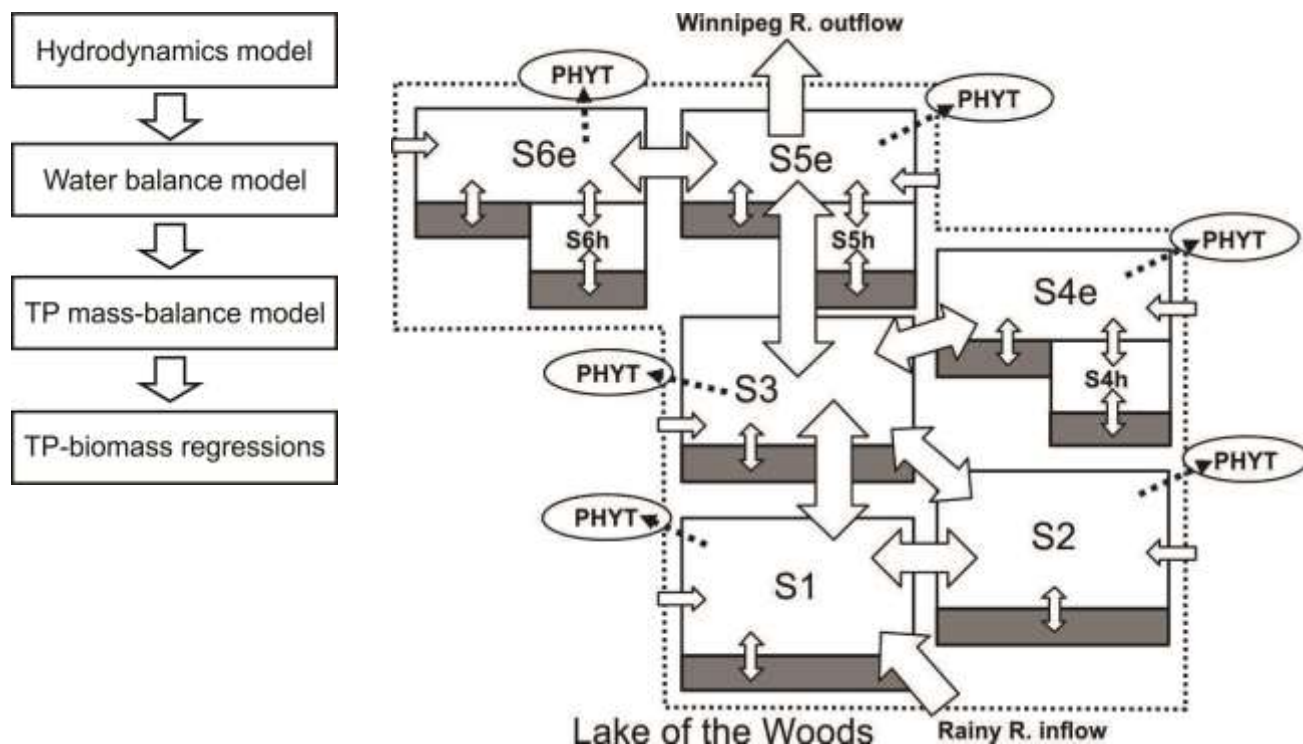 Hydrodynamics model
Water balance model
TP mass-balance model
TP-biomass regressions
Winnipeg R. outflow
PHYT
PHYT
S6e
S5e
S6h
S5h
PHYT
S4e
S4h
PHYT
S3
PHYT
PHYT
S2
S1
Lake of the Woods
Rainy R. inflow